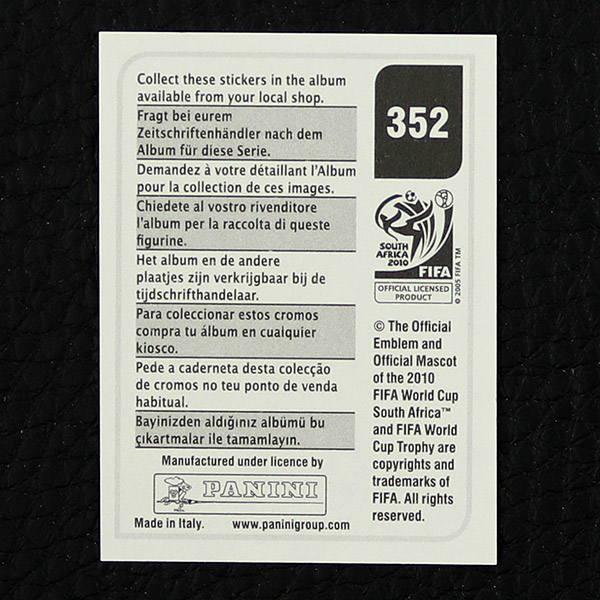 Collect these stickers in the album
available from your local shop.
Fragt bei eurem
Zeitschriftenhändler nach dem
Album für diese Serie.
Demandez à votre détaillant l'Album
pour la collection de ces images.
Chiedete al vostro rivenditore
l'album per la raccolta di queste
figurine.
Het album en de andere
plaatjes zijn verkrijgbaar bij de
tijdschrifthandelaar.
Para coleccionar estos cromos
compra tu álbum en cualquier
kiosco.
Pede a caderneta desta colecção
de cromos no teu ponto de venda
habitual.
Bayinizden aldığınız albümü bu
çıkartmalar ile tamamlayın.
Manufactured under licence by
PANINI
Made in Italy. www.paninigroup.com
352
SOUTH
AFRICA
2010
FIFA
© 2005 FIFA TM
OFFICIAL LICENSED
PRODUCT
© The Official
Emblem and
Official Mascot
of the 2010
FIFA World Cup
South Africa™
and FIFA World
Cup Trophy are
copyrights and
trademarks of
FIFA. All rights
reserved.